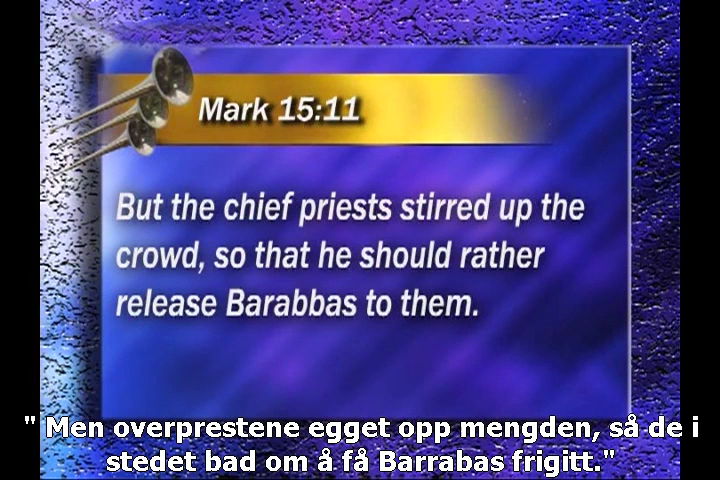 Mark 15:11
But the chief priests stirred up the
crowd, so that he should rather
release Barabbas to them.
" Men overprestene egget opp mengden, så de i
stedet bad om å få Barrabas frigitt."